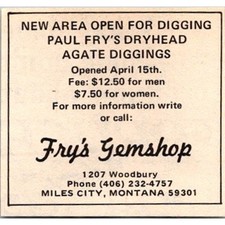 NEW AREA OPEN FOR DIGGING
PAUL FRY'S DRYHEAD
AGATE DIGGINGS
Opened April 15th.
Fee: $12.50 for men
$7.50 for women.
For more information write
or call:
Fry's Gemshop
1207 Woodbury
Phone (406) 232-4757
MILES CITY, MONTANA 59301